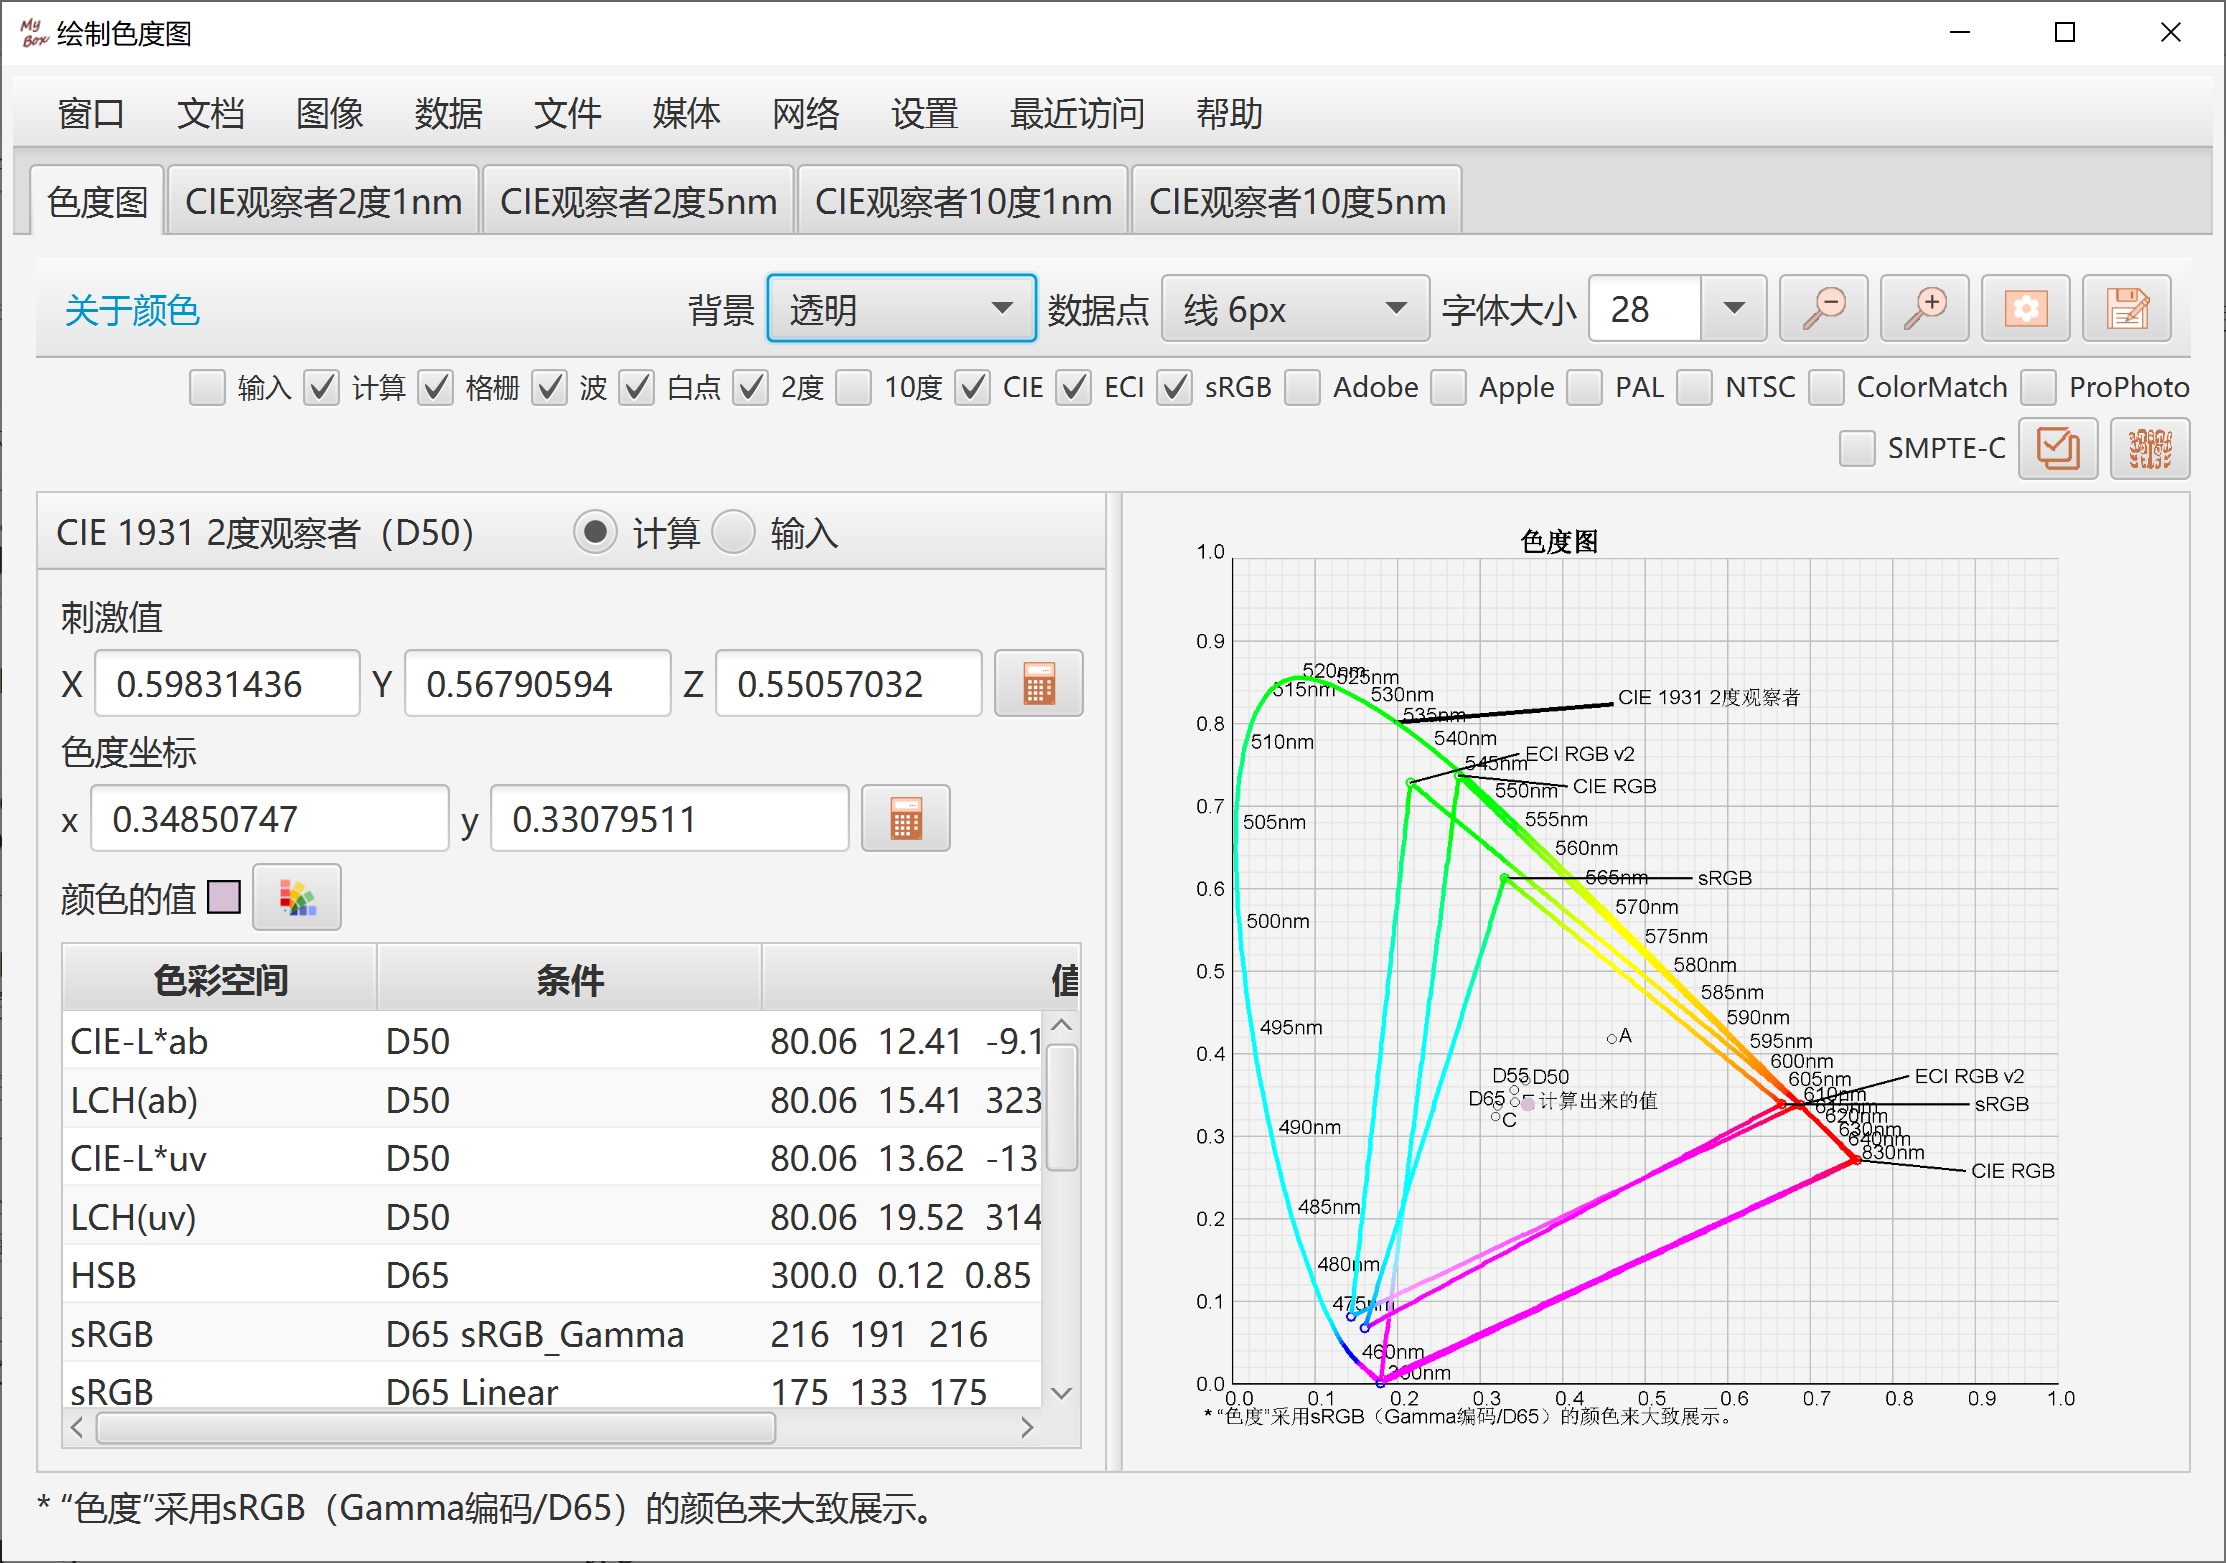 My Box 绘制色度图
窗口 文档 图像 数据 文件 媒体 网络 设置 最近访问 帮助
色度图 CIE观察者2度1nm CIE观察者2度5nm CIE观察者10度1nm CIE观察者10度5nm
关于颜色 背景 透明 数据点 线 6px 字体大小 28
输入 计算 格栅 波 白点 2度 10度 CIE ECI sRGB Adobe Apple PAL NTSC ColorMatch ProPhoto
SMPTE-C
CIE 1931 2度观察者（D50） 计算 输入
刺激值
X 0.59831436 Y 0.56790594 Z 0.55057032
色度坐标
x 0.34850747 y 0.33079511
颜色的值
色彩空间 条件 值
CIE-L*ab D50 80.06 12.41 -9.1
LCH(ab) D50 80.06 15.41 323
CIE-L*uv D50 80.06 13.62 -13.
LCH(uv) D50 80.06 19.52 314
HSB D65 300.0 0.12 0.85
sRGB D65 sRGB_Gamma 216 191 216
sRGB D65 Linear 175 133 175
色度图
1.0
0.9
0.8
0.7
0.6
0.5
0.4
0.3
0.2
0.1
0.0
520nm
525nm
515nm
530nm
CIE 1931 2度观察者
535nm
510nm
540nm
ECI RGB v2
545nm
CIE RGB
550nm
505nm
555nm
560nm
565nm
sRGB
570nm
500nm
575nm
580nm
585nm
590nm
495nm
A
595nm
600nm
D55
D50
605nm
ECI RGB v2
610nm
D65
E
计算出来的值
615nm
sRGB
C
620nm
490nm
630nm
640nm
830nm
CIE RGB
485nm
480nm
475nm
460nm
360nm
0.0 0.1 0.2 0.3 0.4 0.5 0.6 0.7 0.8 0.9 1.0
* “色度”采用sRGB（Gamma编码/D65）的颜色来大致展示。
* “色度”采用sRGB（Gamma编码/D65）的颜色来大致展示。